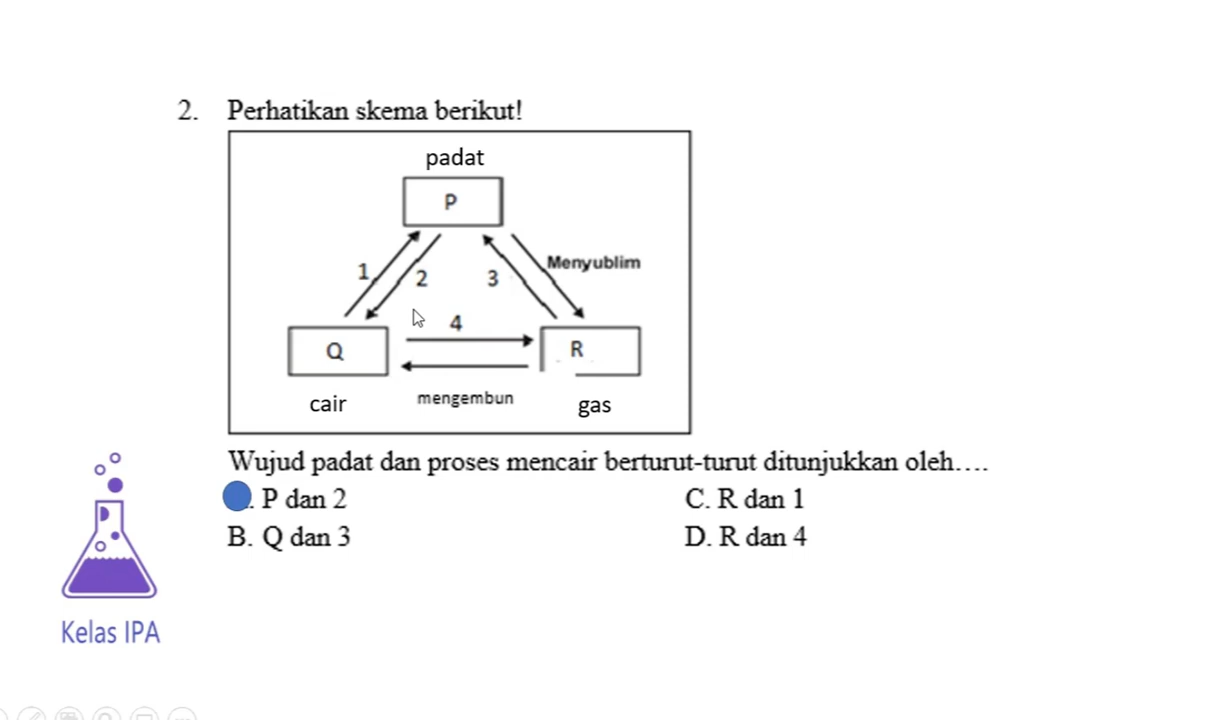 2. Perhatikan skema berikut!
padat
P
Menyublim
1
2
3
4
Q
R
mengembun
cair
gas
Wujud padat dan proses mencair berturut-turut ditunjukkan oleh....
. P dan 2
C. R dan 1
B. Q dan 3
D. R dan 4
Kelas IPA